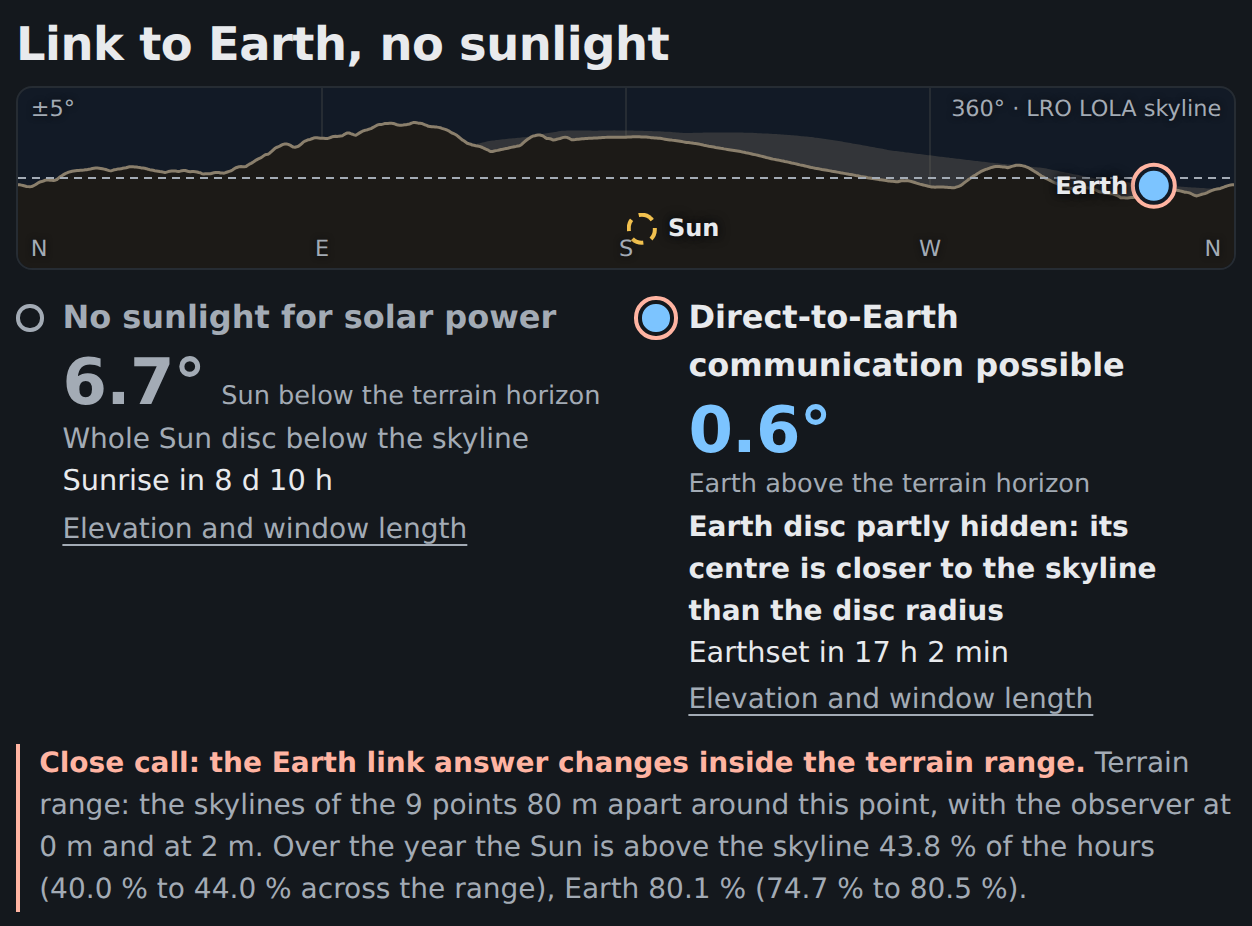 Link to Earth, no sunlight
±5°
360° · LRO LOLA skyline
Earth
Sun
N
E
S
W
N
No sunlight for solar power
6.7° Sun below the terrain horizon
Whole Sun disc below the skyline
Sunrise in 8 d 10 h
Elevation and window length
Direct-to-Earth
communication possible
0.6°
Earth above the terrain horizon
Earth disc partly hidden: its
centre is closer to the skyline
than the disc radius
Earthset in 17 h 2 min
Elevation and window length
Close call: the Earth link answer changes inside the terrain range. Terrain
range: the skylines of the 9 points 80 m apart around this point, with the observer at
0 m and at 2 m. Over the year the Sun is above the skyline 43.8 % of the hours
(40.0 % to 44.0 % across the range), Earth 80.1 % (74.7 % to 80.5 %).